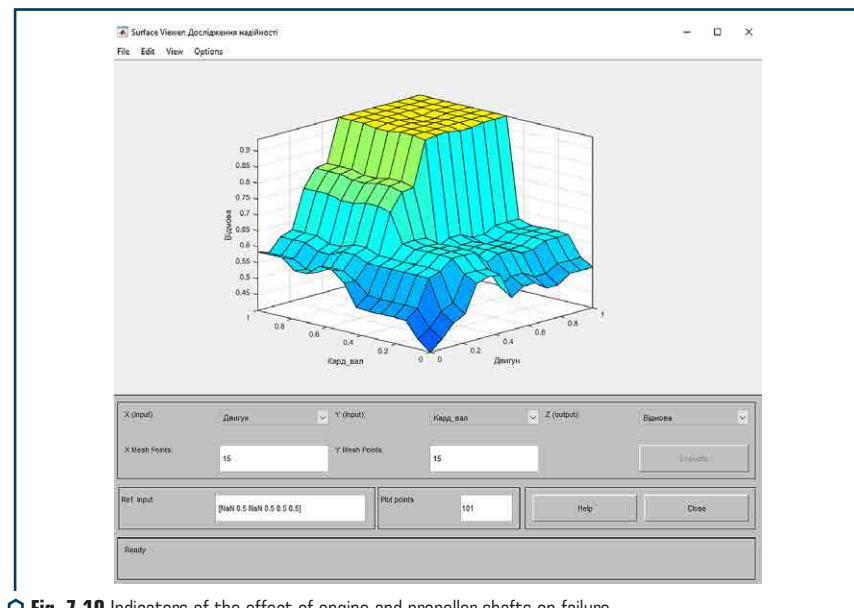 Surface Viewer: Дослідження надійності
File Edit View Options
0.9
0.85
0.8
0.75
0.7
0.65
0.6
0.55
0.5
0.45
Відмова
1
0.8
0.6
0.4
0.2
0
Кард_вал
0
0.2
0.4
0.6
0.8
1
Двигун
X (input): Двигун Y (input): Кард_вал Z (output): Відмова
X Mesh Points: 15 Y Mesh Points: 15 Evaluate
Ref. Input [NaN 0.5 NaN 0.5 0.5 0.5] Plot points 101 Help Close
Ready
Fig. 7.10 Indicators of the effect of engine and propeller shafts on failure